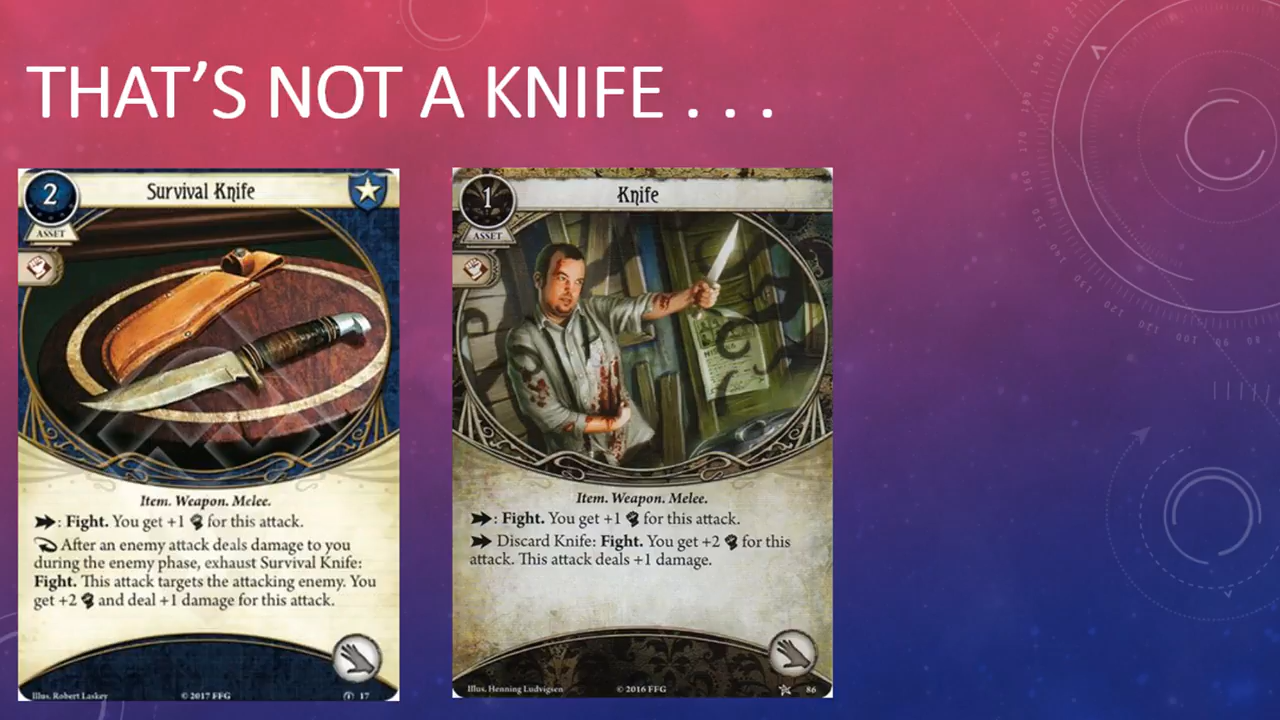 THAT'S NOT A KNIFE . . .
2
Survival Knife
ASSET
Item. Weapon. Melee.
: Fight. You get +1 for this attack.
After an enemy attack deals damage to you
during the enemy phase, exhaust Survival Knife:
Fight. This attack targets the attacking enemy. You
get +2 and deal +1 damage for this attack.
Illus. Robert Laskey
© 2017 FFG
17
1
Knife
ASSET
Item. Weapon. Melee.
: Fight. You get +1 for this attack.
Discard Knife: Fight. You get +2 for this
attack. This attack deals +1 damage.
Illus. Henning Ludvigsen
© 2016 FFG
86